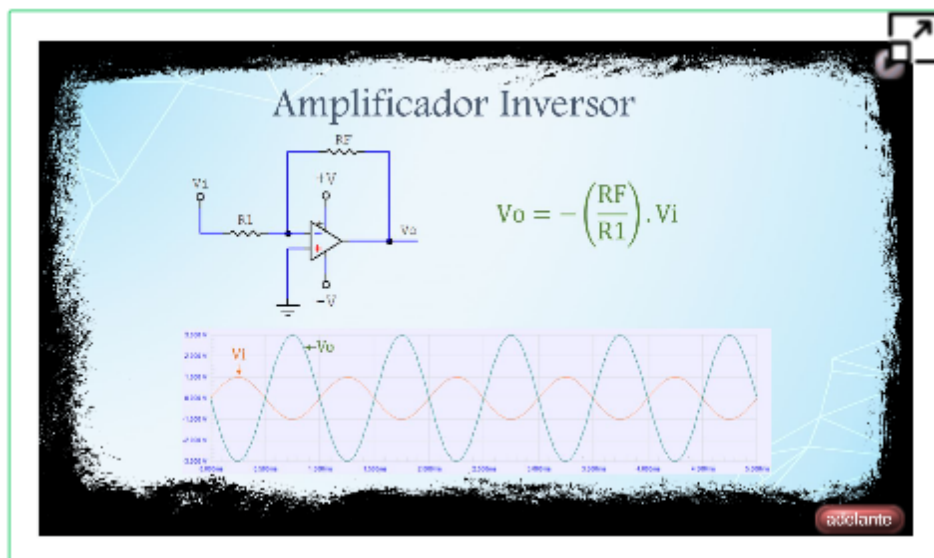 Amplificador Inversor
RF
+V
Vi
R1
Vo
-V
Vo = -(RF/R1).Vi
Vi
←Vo
adelante